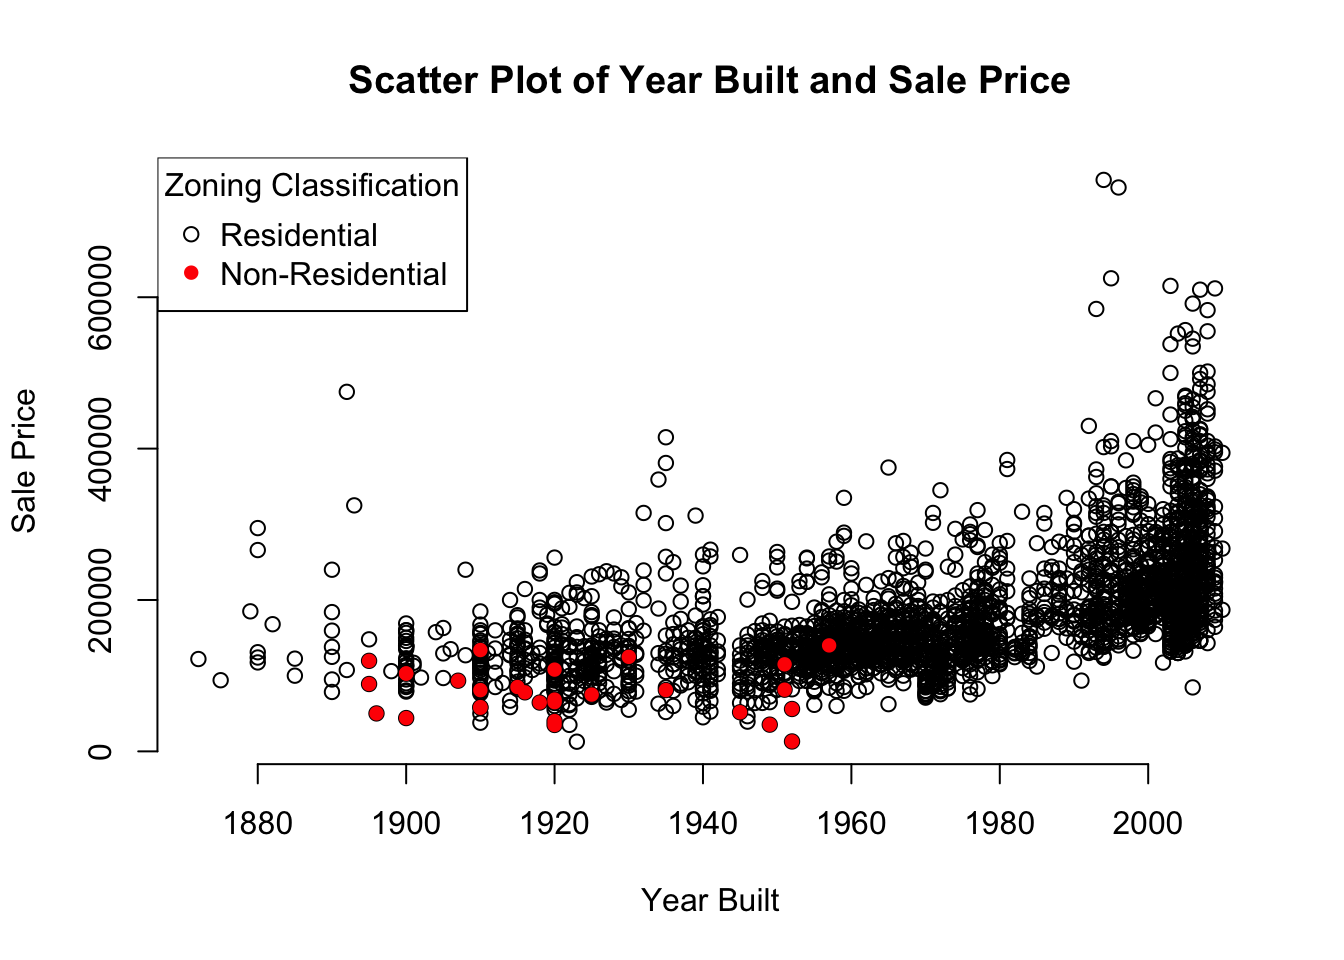 Scatter Plot of Year Built and Sale Price
Zoning Classification
Residential
Non-Residential
Sale Price
600000
400000
200000
0
1880 1900 1920 1940 1960 1980 2000
Year Built